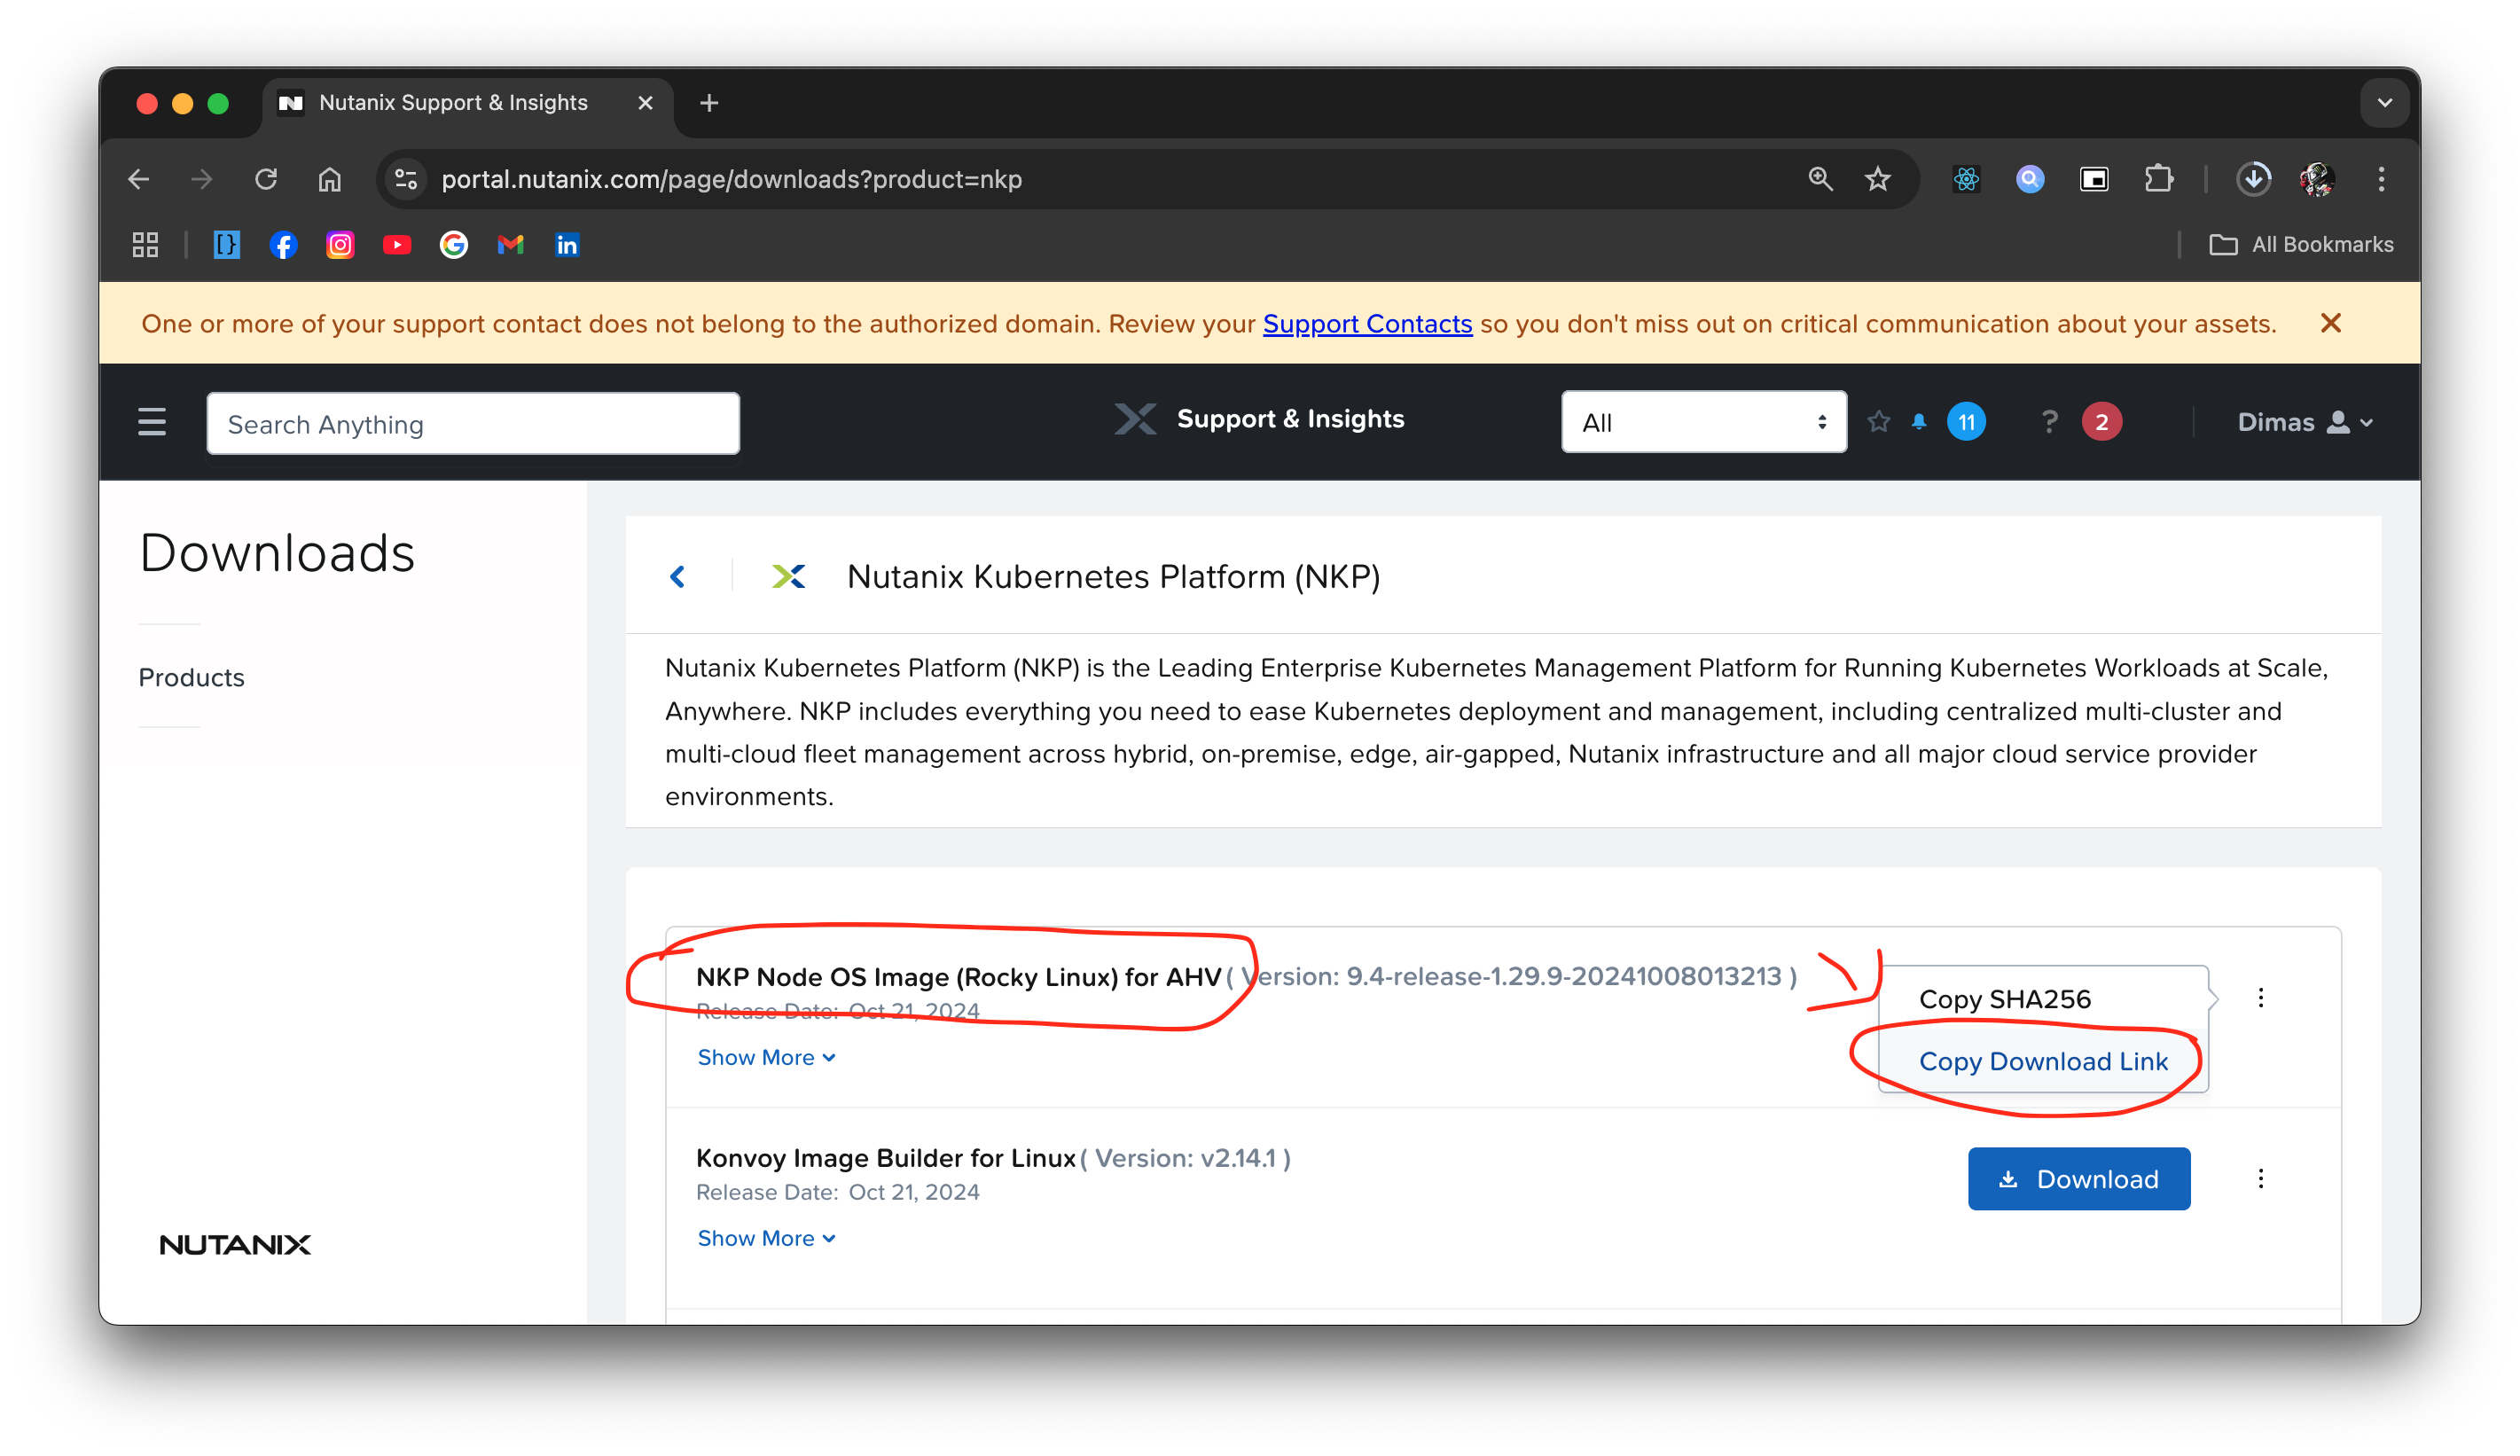 Nutanix Support & Insights
portal.nutanix.com/page/downloads?product=nkp
All Bookmarks
One or more of your support contact does not belong to the authorized domain. Review your Support Contacts so you don't miss out on critical communication about your assets.
Search Anything
Support & Insights
All
11
?
2
Dimas
Downloads
Products
NUTANIX
Nutanix Kubernetes Platform (NKP)
Nutanix Kubernetes Platform (NKP) is the Leading Enterprise Kubernetes Management Platform for Running Kubernetes Workloads at Scale,
Anywhere. NKP includes everything you need to ease Kubernetes deployment and management, including centralized multi-cluster and
multi-cloud fleet management across hybrid, on-premise, edge, air-gapped, Nutanix infrastructure and all major cloud service provider
environments.
NKP Node OS Image (Rocky Linux) for AHV ( Version: 9.4-release-1.29.9-20241008013213 )
Release Date: Oct 21, 2024
Show More
Copy SHA256
Copy Download Link
Konvoy Image Builder for Linux ( Version: v2.14.1 )
Release Date: Oct 21, 2024
Show More
Download